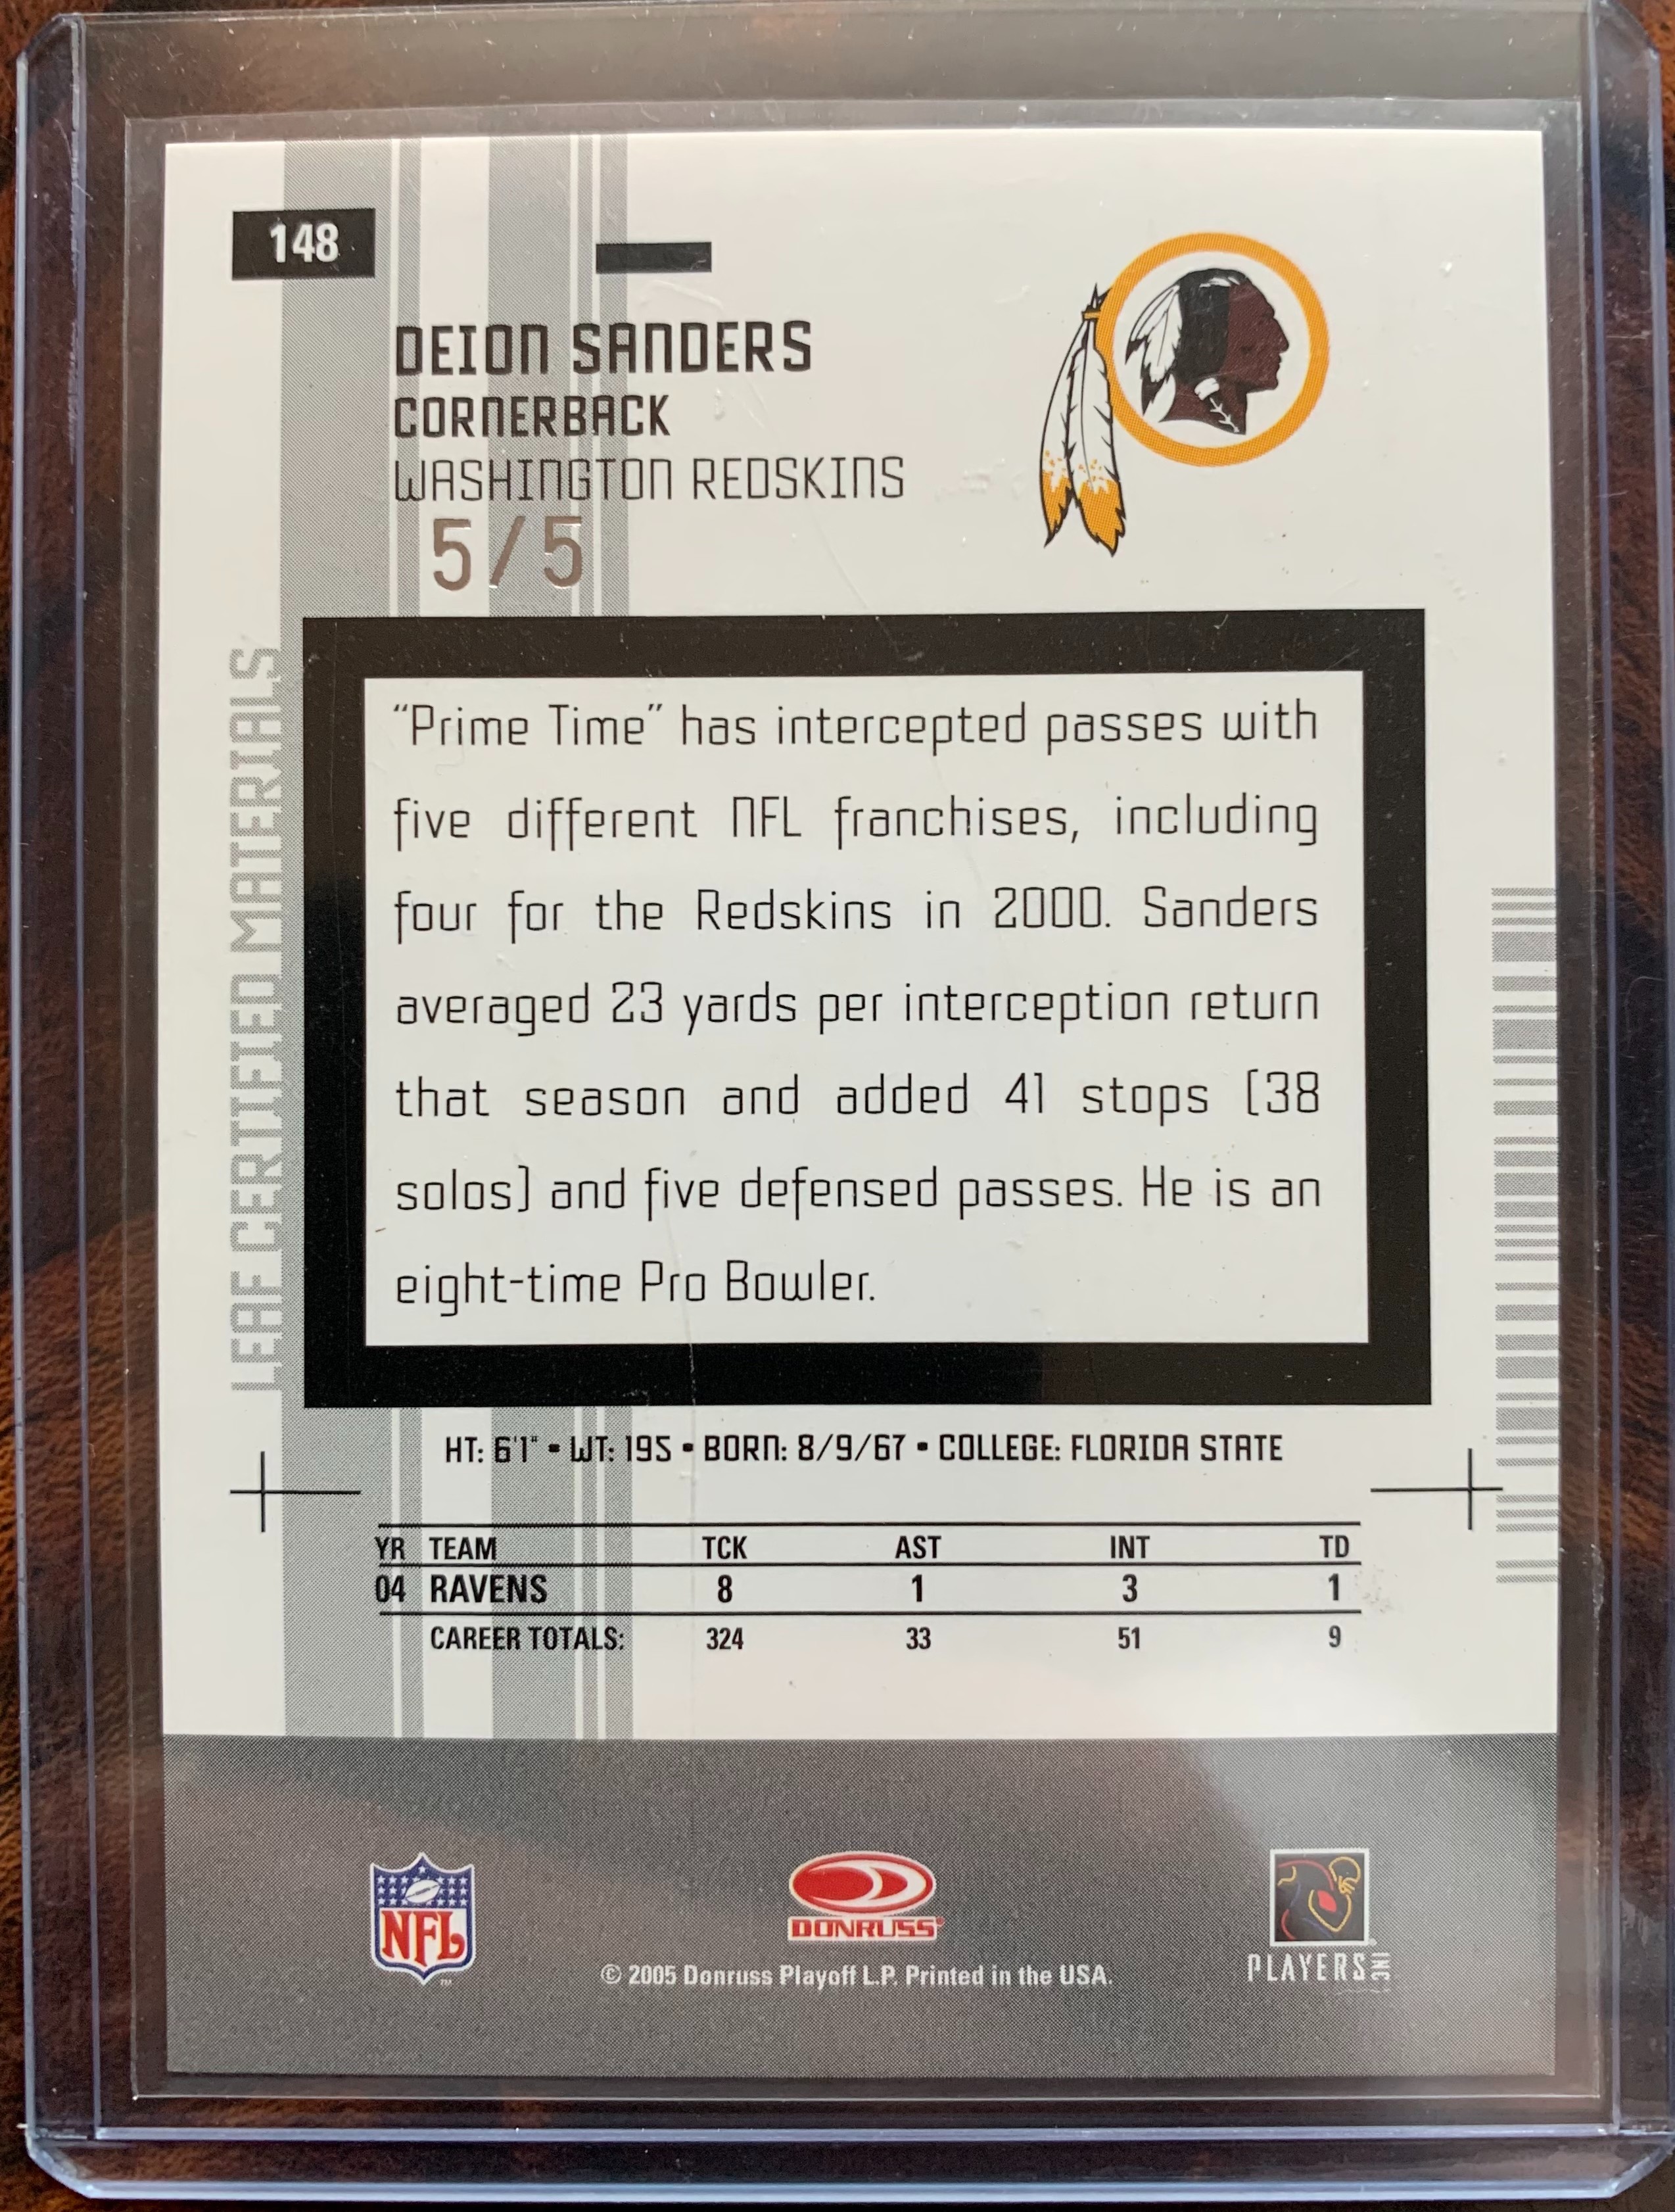 148
DEION SANDERS
CORNERBACK
WASHINGTON REDSKINS
5/5
LEAF CERTIFIED MATERIALS
“Prime Time” has intercepted passes with
five different NFL franchises, including
four for the Redskins in 2000. Sanders
averaged 23 yards per interception return
that season and added 41 stops (38
solos) and five defensed passes. He is an
eight-time Pro Bowler.
HT: 6'1" • WT: 195 • BORN: 8/9/67 • COLLEGE: FLORIDA STATE
YR TEAM TCK AST INT TD
04 RAVENS 8 1 3 1
CAREER TOTALS: 324 33 51 9
NFL
DONRUSS
PLAYERS INC
© 2005 Donruss Playoff L.P. Printed in the USA.